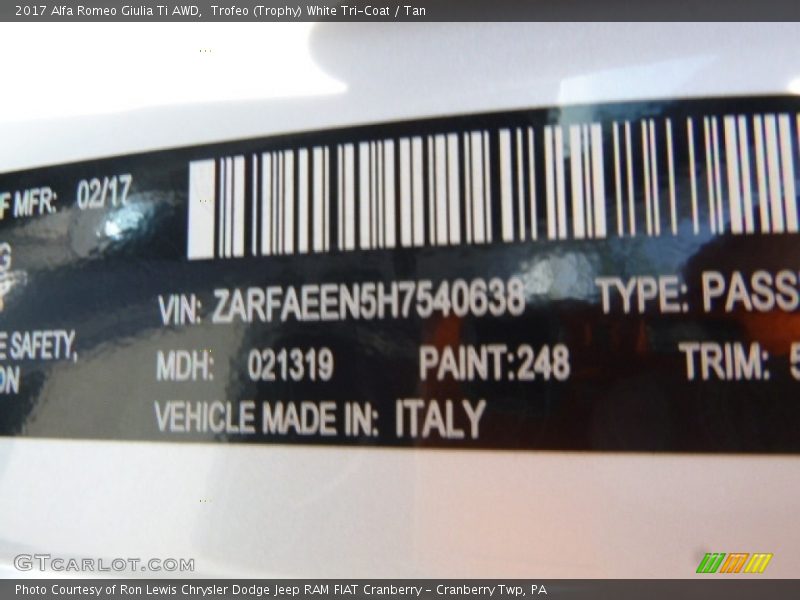 2017 Alfa Romeo Giulia Ti AWD, Trofeo (Trophy) White Tri-Coat / Tan
F MFR: 02/17
G
VIN: ZARFAEEN5H7540638 TYPE: PASS
E SAFETY,
MDH: 021319 PAINT:248 TRIM: 5
ON
VEHICLE MADE IN: ITALY
GTCARLOT.COM
Photo Courtesy of Ron Lewis Chrysler Dodge Jeep RAM FIAT Cranberry - Cranberry Twp, PA